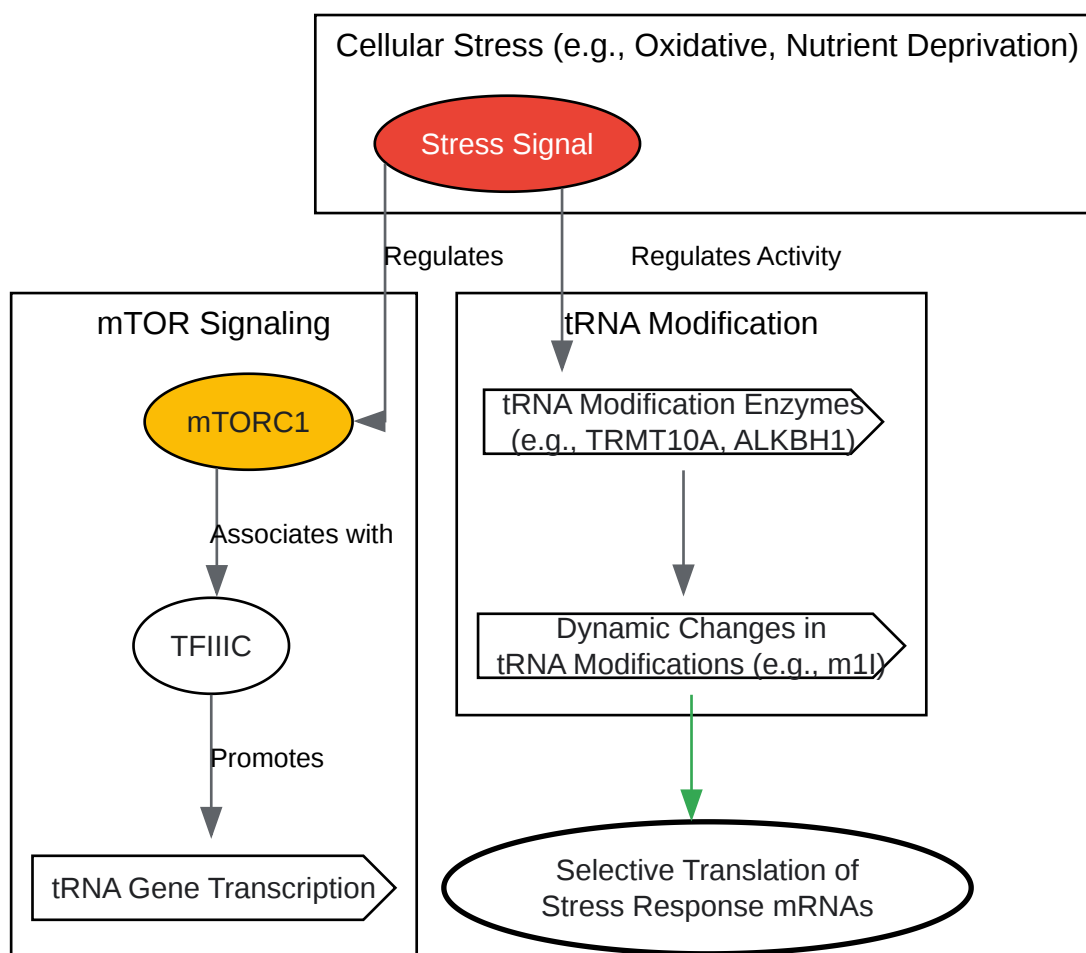 Cellular Stress (e.g., Oxidative, Nutrient Deprivation)
Stress Signal
Regulates
Regulates Activity
mTOR Signaling
mTORC1
Associates with
TFIIIC
Promotes
tRNA Gene Transcription
tRNA Modification
tRNA Modification Enzymes
(e.g., TRMT10A, ALKBH1)
Dynamic Changes in
tRNA Modifications (e.g., m1I)
Selective Translation of
Stress Response mRNAs